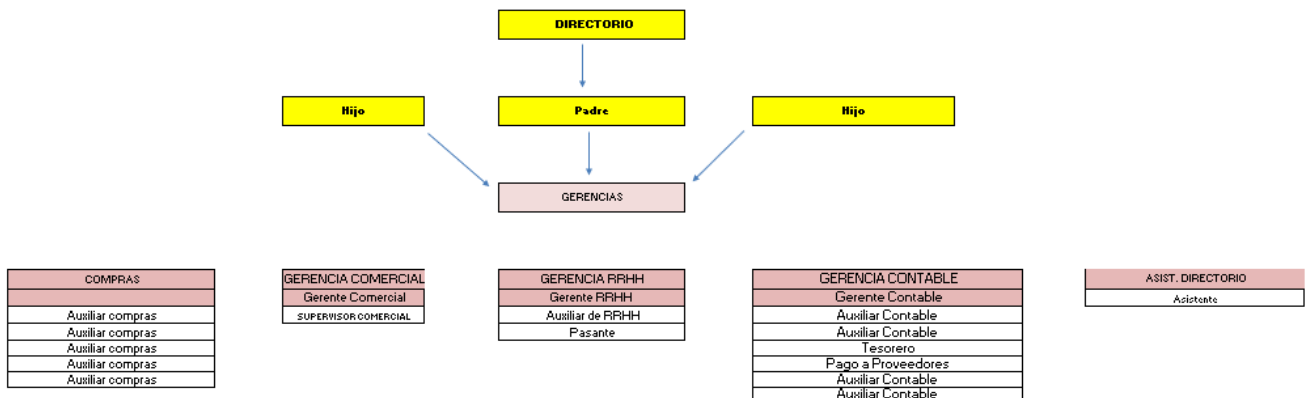 DIRECTORIO
Hijo
Padre
Hijo
GERENCIAS
COMPRAS
Auxiliar compras
Auxiliar compras
Auxiliar compras
Auxiliar compras
Auxiliar compras
GERENCIA COMERCIAL
Gerente Comercial
SUPERVISOR COMERCIAL
GERENCIA RRHH
Gerente RRHH
Auxiliar de RRHH
Pasante
GERENCIA CONTABLE
Gerente Contable
Auxiliar Contable
Auxiliar Contable
Tesorero
Pago a Proveedores
Auxiliar Contable
Auxiliar Contable
ASIST. DIRECTORIO
Asistente